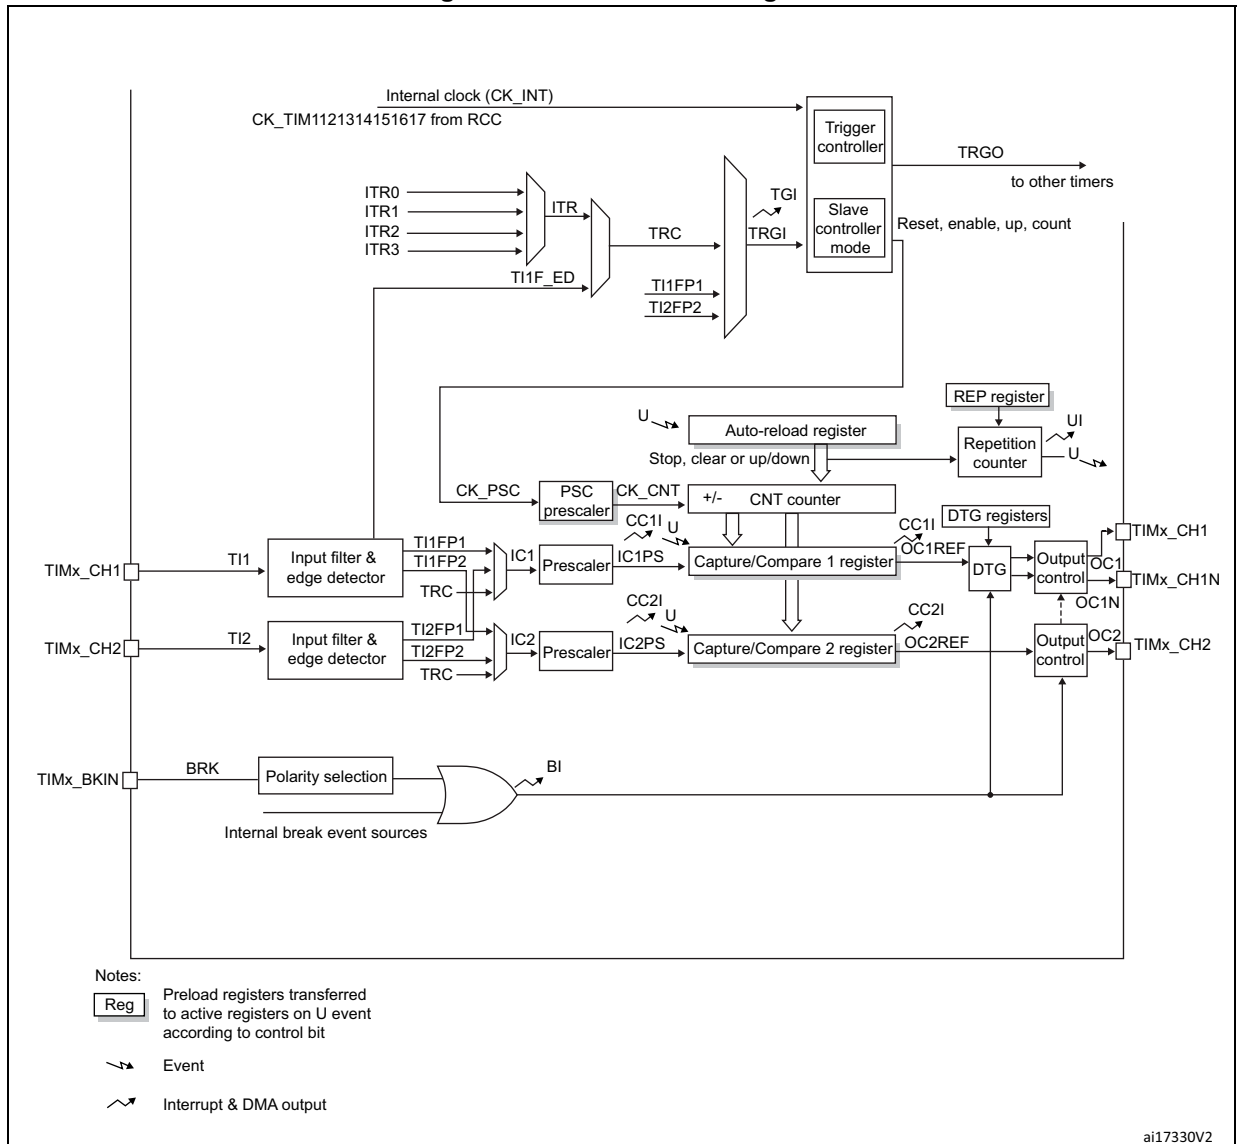 Internal clock (CK_INT)
CK_TIM1121314151617 from RCC
Trigger
controller
TRGO
to other timers
ITR0
ITR1
ITR2
ITR3
ITR
TI1F_ED
TRC
TGI
TRGI
TI1FP1
TI2FP2
Slave
controller
mode
Reset, enable, up, count
REP register
U
Auto-reload register
Repetition
counter
UI
U
Stop, clear or up/down
CK_PSC
PSC
prescaler
CK_CNT
+/- CNT counter
DTG registers
TIMx_CH1
TI1
Input filter &
edge detector
TI1FP1
TI1FP2
TRC
IC1
Prescaler
IC1PS
CC1I
U
Capture/Compare 1 register
CC1I
OC1REF
DTG
Output
control
OC1
OC1N
TIMx_CH1
TIMx_CH1N
TIMx_CH2
TI2
Input filter &
edge detector
TI2FP1
TI2FP2
TRC
IC2
Prescaler
IC2PS
CC2I
U
Capture/Compare 2 register
CC2I
OC2REF
Output
control
OC2
TIMx_CH2
TIMx_BKIN
BRK
Polarity selection
BI
Internal break event sources
Notes:
Reg
Preload registers transferred
to active registers on U event
according to control bit
Event
Interrupt & DMA output
ai17330V2